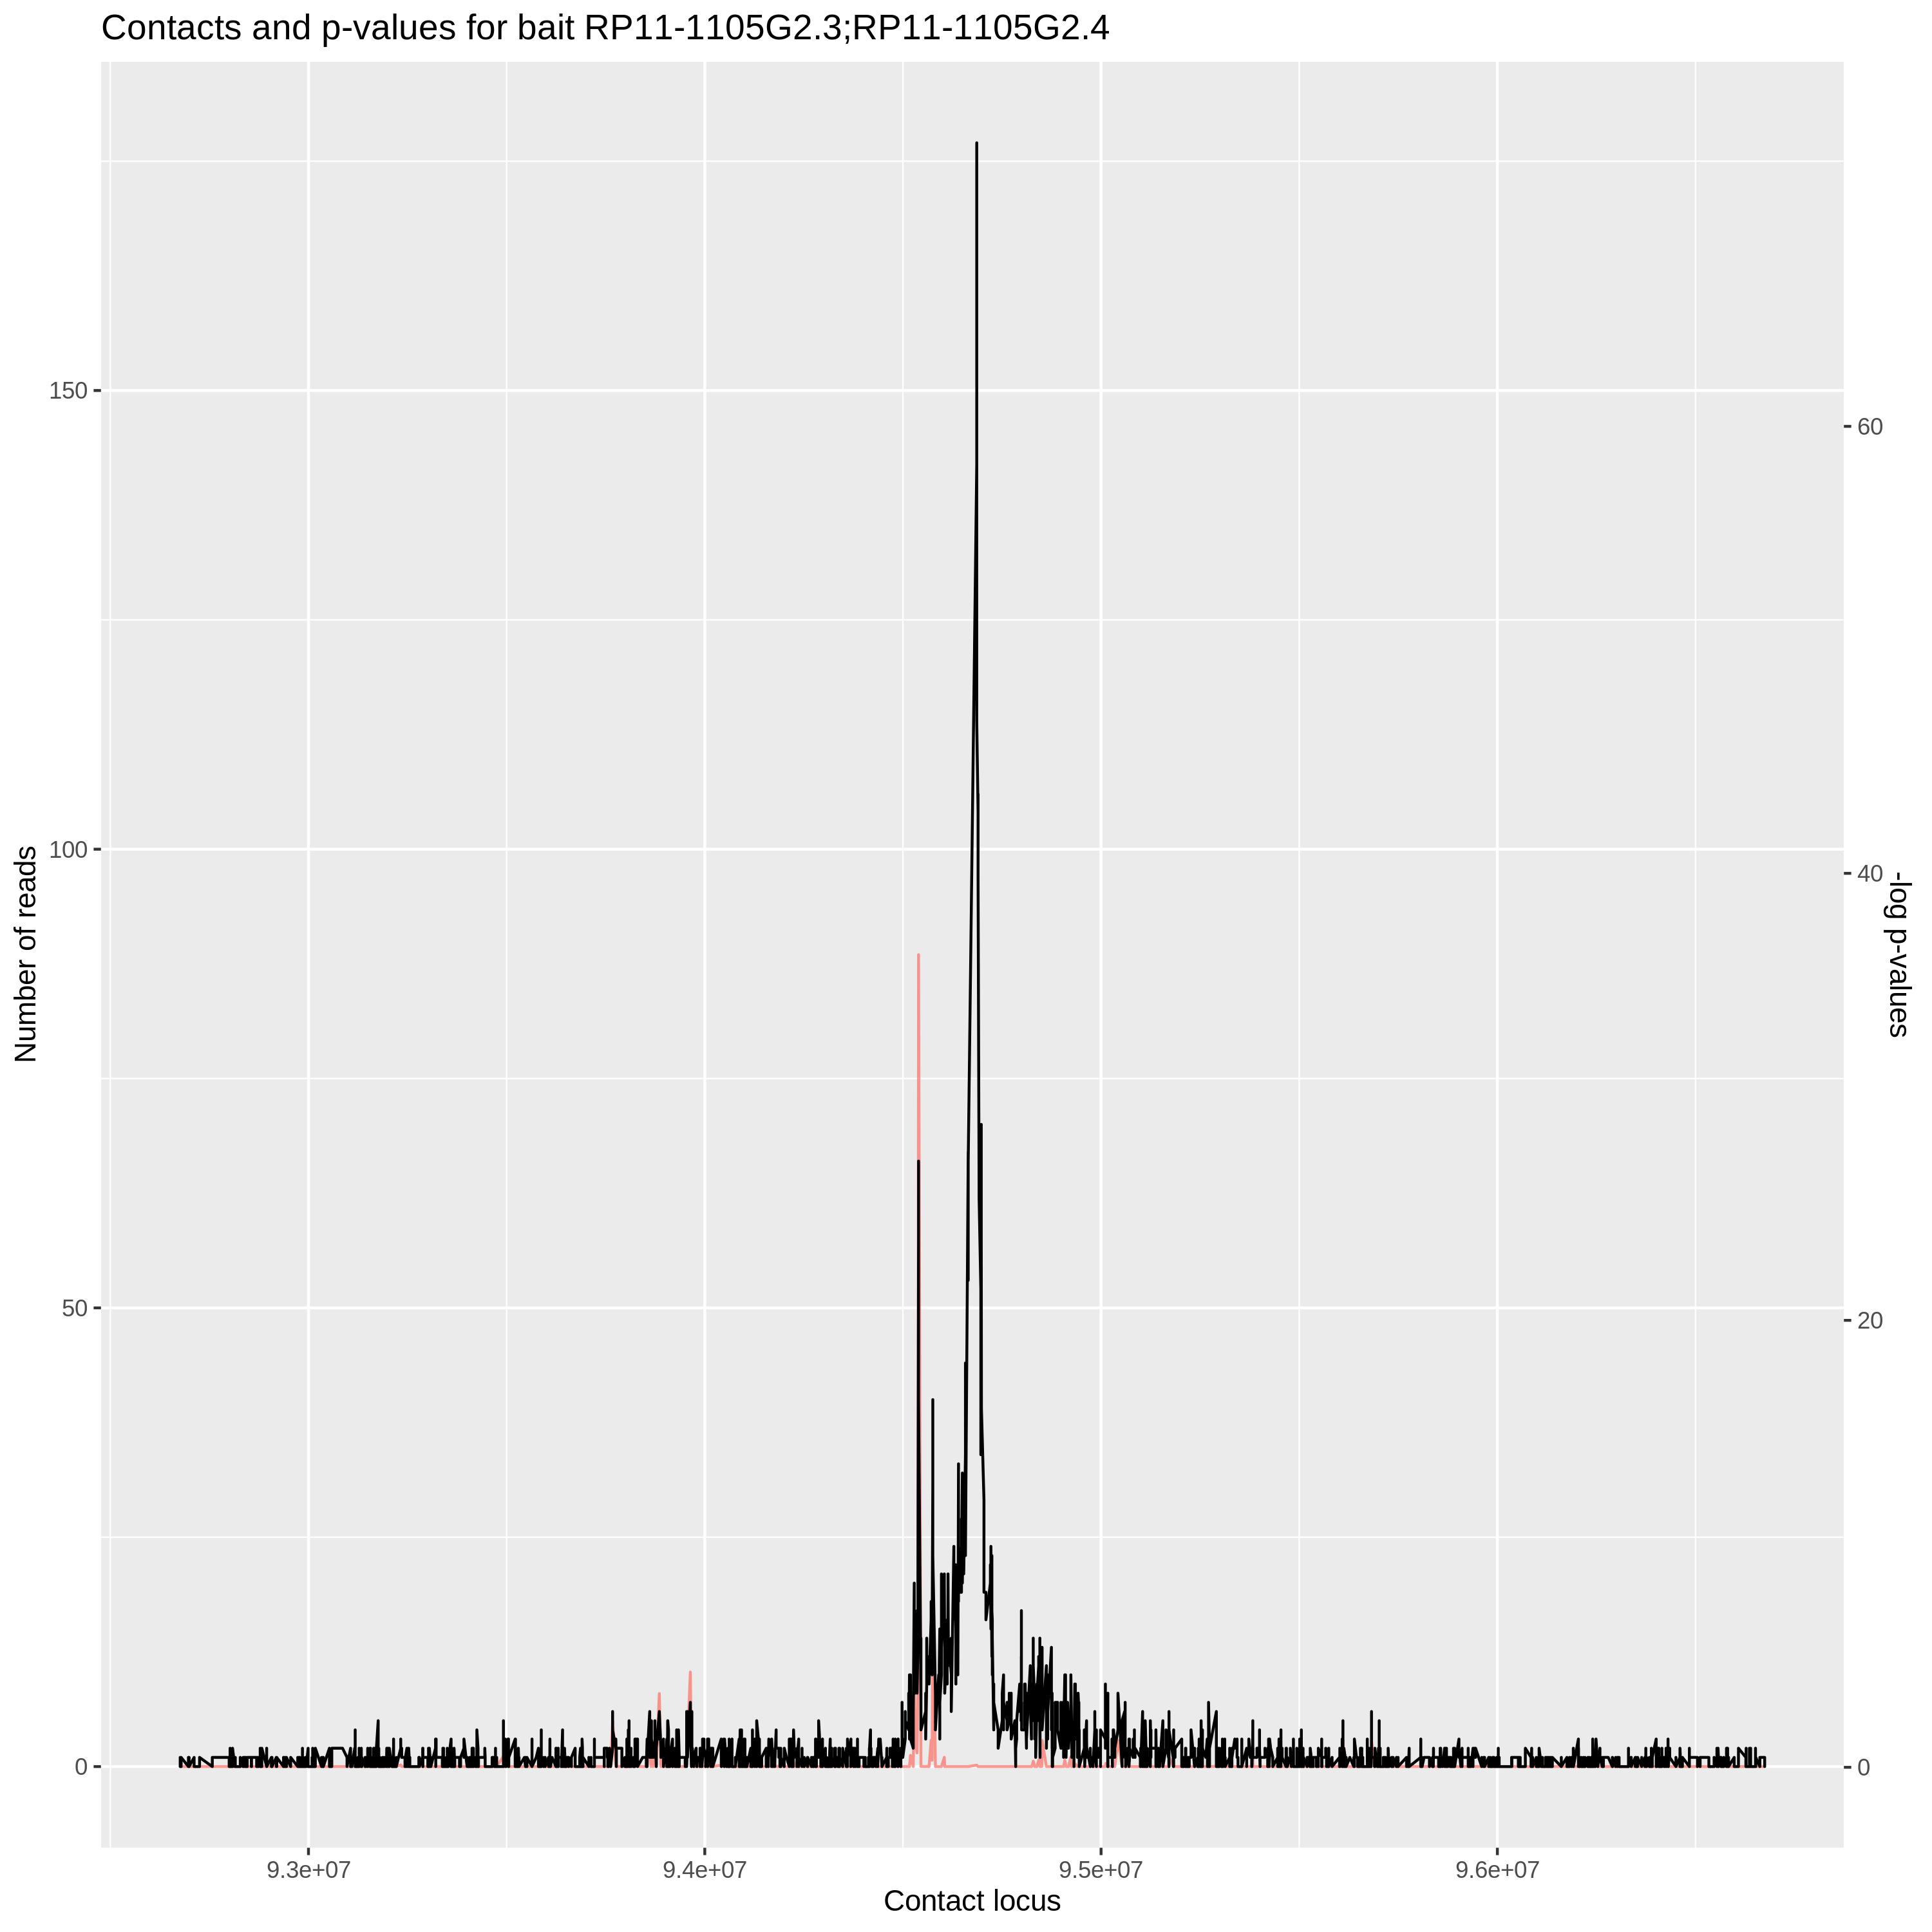 Contacts and p-values for bait RP11-1105G2.3;RP11-1105G2.4
150
100
50
0
Number of reads
60
40
20
0
-log p-values
9.3e+07
9.4e+07
9.5e+07
9.6e+07
Contact locus